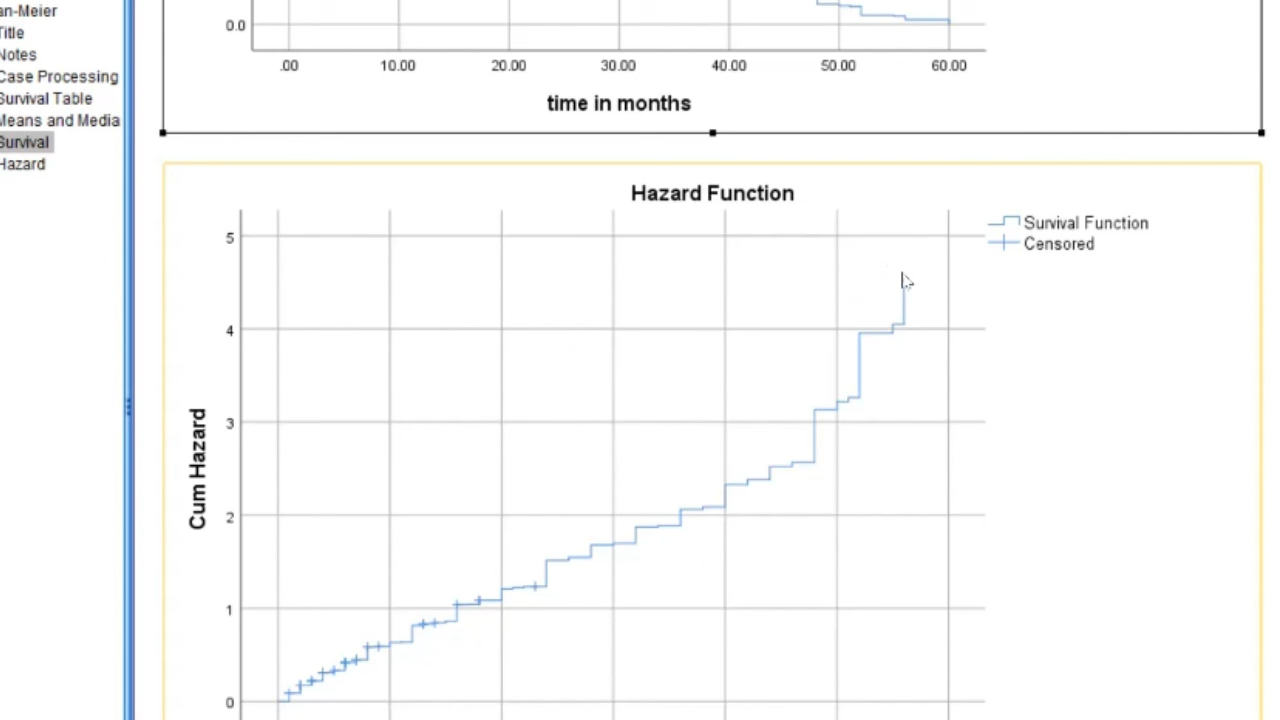 an-Meier
Title
Notes
Case Processing
Survival Table
Means and Media
Survival
Hazard
0.0
.00 10.00 20.00 30.00 40.00 50.00 60.00
time in months
Hazard Function
Survival Function
Censored
5
4
3
2
1
0
Cum Hazard